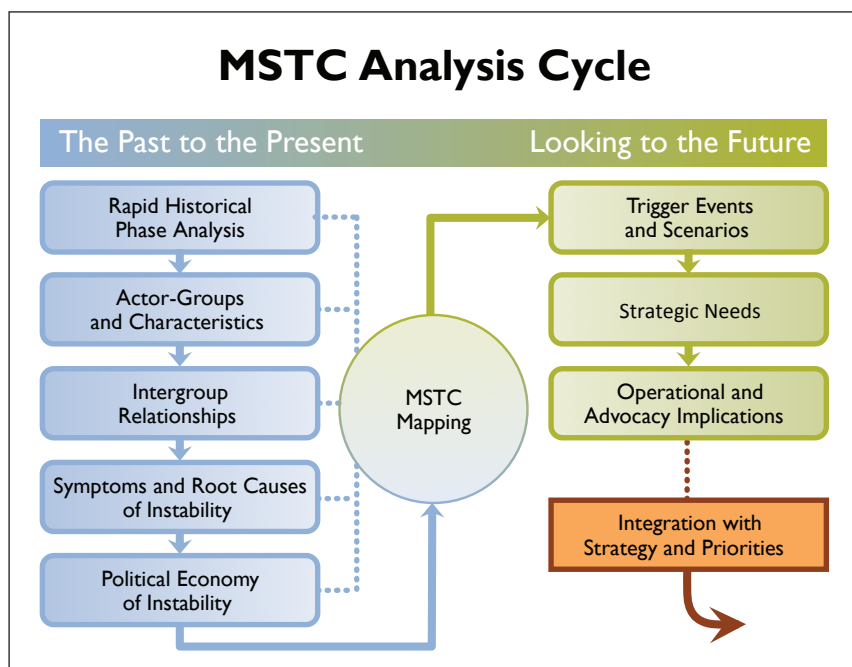 MSTC Analysis Cycle
The Past to the Present
Looking to the Future
Rapid Historical
Phase Analysis
Actor-Groups
and Characteristics
Intergroup
Relationships
Symptoms and Root Causes
of Instability
Political Economy
of Instability
MSTC
Mapping
Trigger Events
and Scenarios
Strategic Needs
Operational and
Advocacy Implications
Integration with
Strategy and Priorities